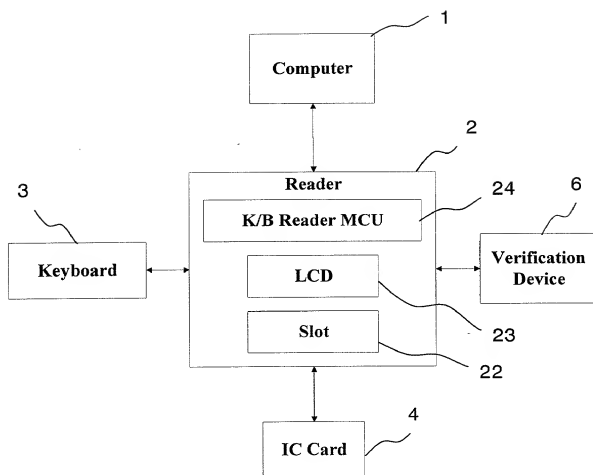 1
Computer
2
Reader
3
24
6
K/B Reader MCU
Keyboard
Verification
Device
LCD
23
Slot
22
4
IC Card